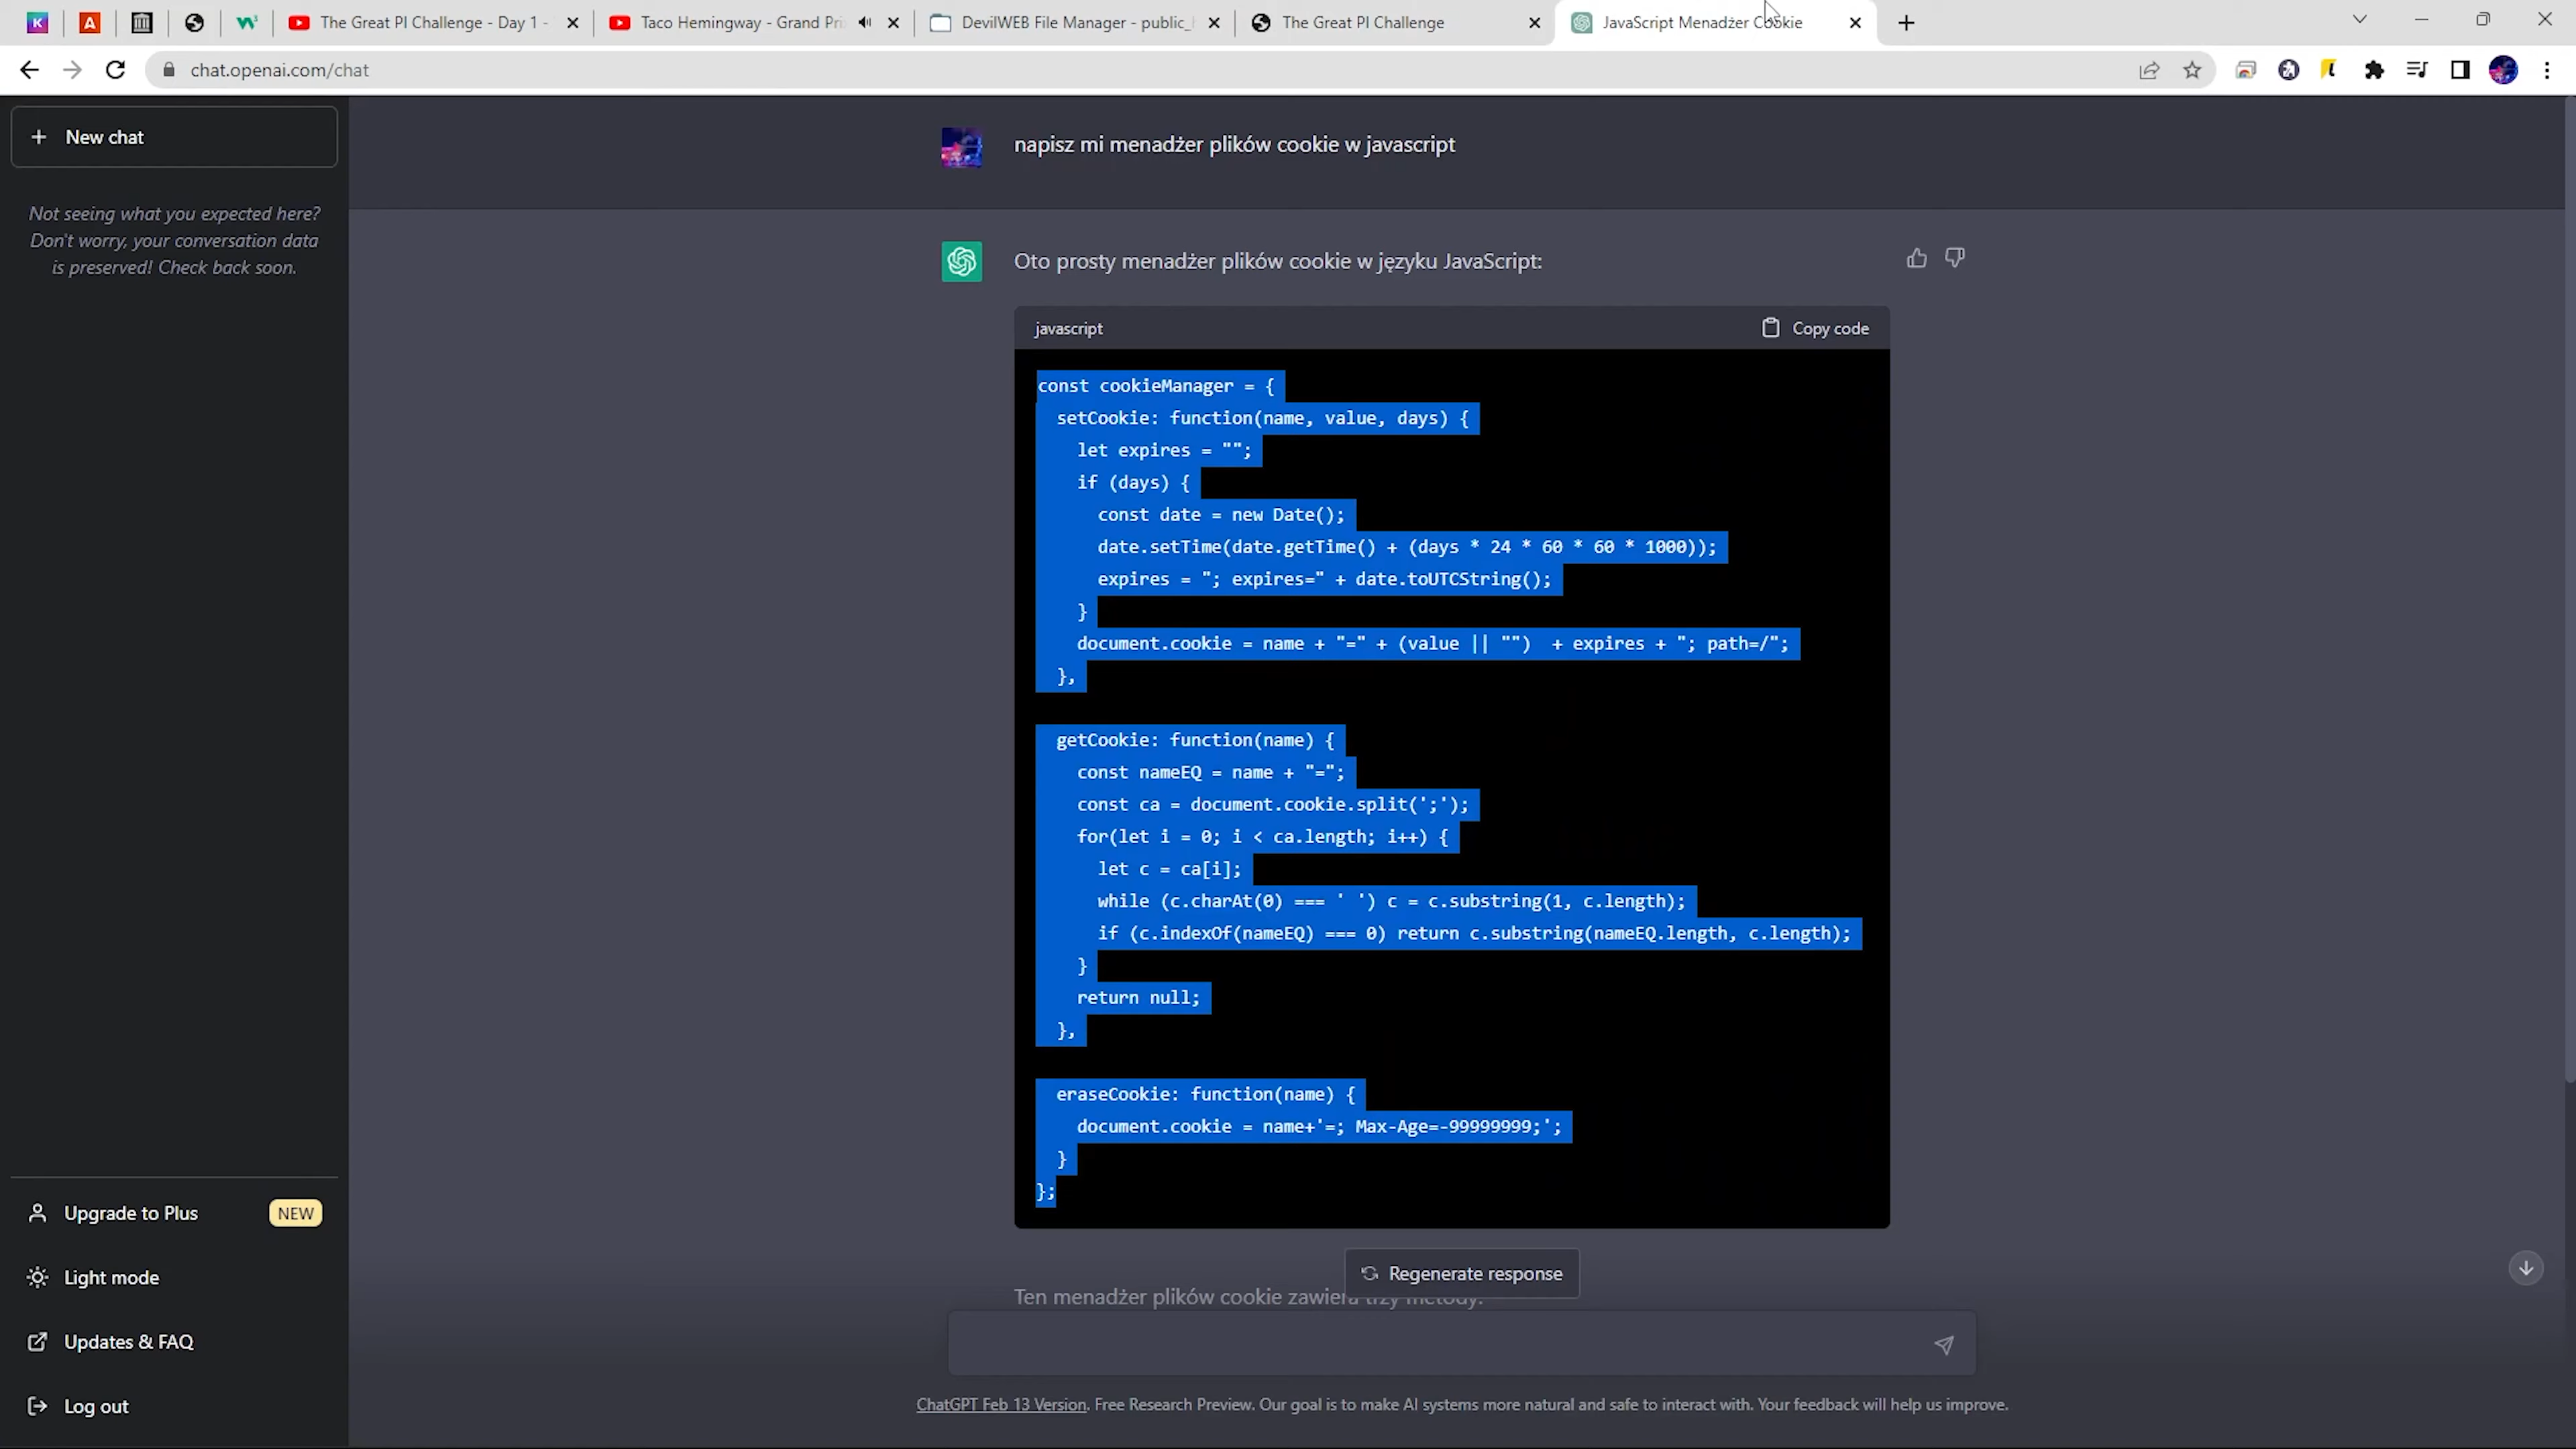 The Great PI Challenge - Day 1 -
Taco Hemingway - Grand Pri
DevilWEB File Manager - public_h
The Great PI Challenge
JavaScript Menadżer Cookie
chat.openai.com/chat
New chat
Not seeing what you expected here?
Don't worry, your conversation data
is preserved! Check back soon.
napisz mi menadżer plików cookie w javascript
Oto prosty menadżer plików cookie w języku JavaScript:
javascript
Copy code
const cookieManager = {
  setCookie: function(name, value, days) {
    let expires = "";
    if (days) {
      const date = new Date();
      date.setTime(date.getTime() + (days * 24 * 60 * 60 * 1000));
      expires = "; expires=" + date.toUTCString();
    }
    document.cookie = name + "=" + (value || "")  + expires + "; path=/";
  },
  getCookie: function(name) {
    const nameEQ = name + "=";
    const ca = document.cookie.split(';');
    for(let i = 0; i < ca.length; i++) {
      let c = ca[i];
      while (c.charAt(0) === ' ') c = c.substring(1, c.length);
      if (c.indexOf(nameEQ) === 0) return c.substring(nameEQ.length, c.length);
    }
    return null;
  },
  eraseCookie: function(name) {
    document.cookie = name+'=; Max-Age=-99999999;';
  }
};
Regenerate response
Ten menadżer plików cookie zawiera trzy metody:
Upgrade to Plus
NEW
Light mode
Updates & FAQ
Log out
ChatGPT Feb 13 Version. Free Research Preview. Our goal is to make AI systems more natural and safe to interact with. Your feedback will help us improve.